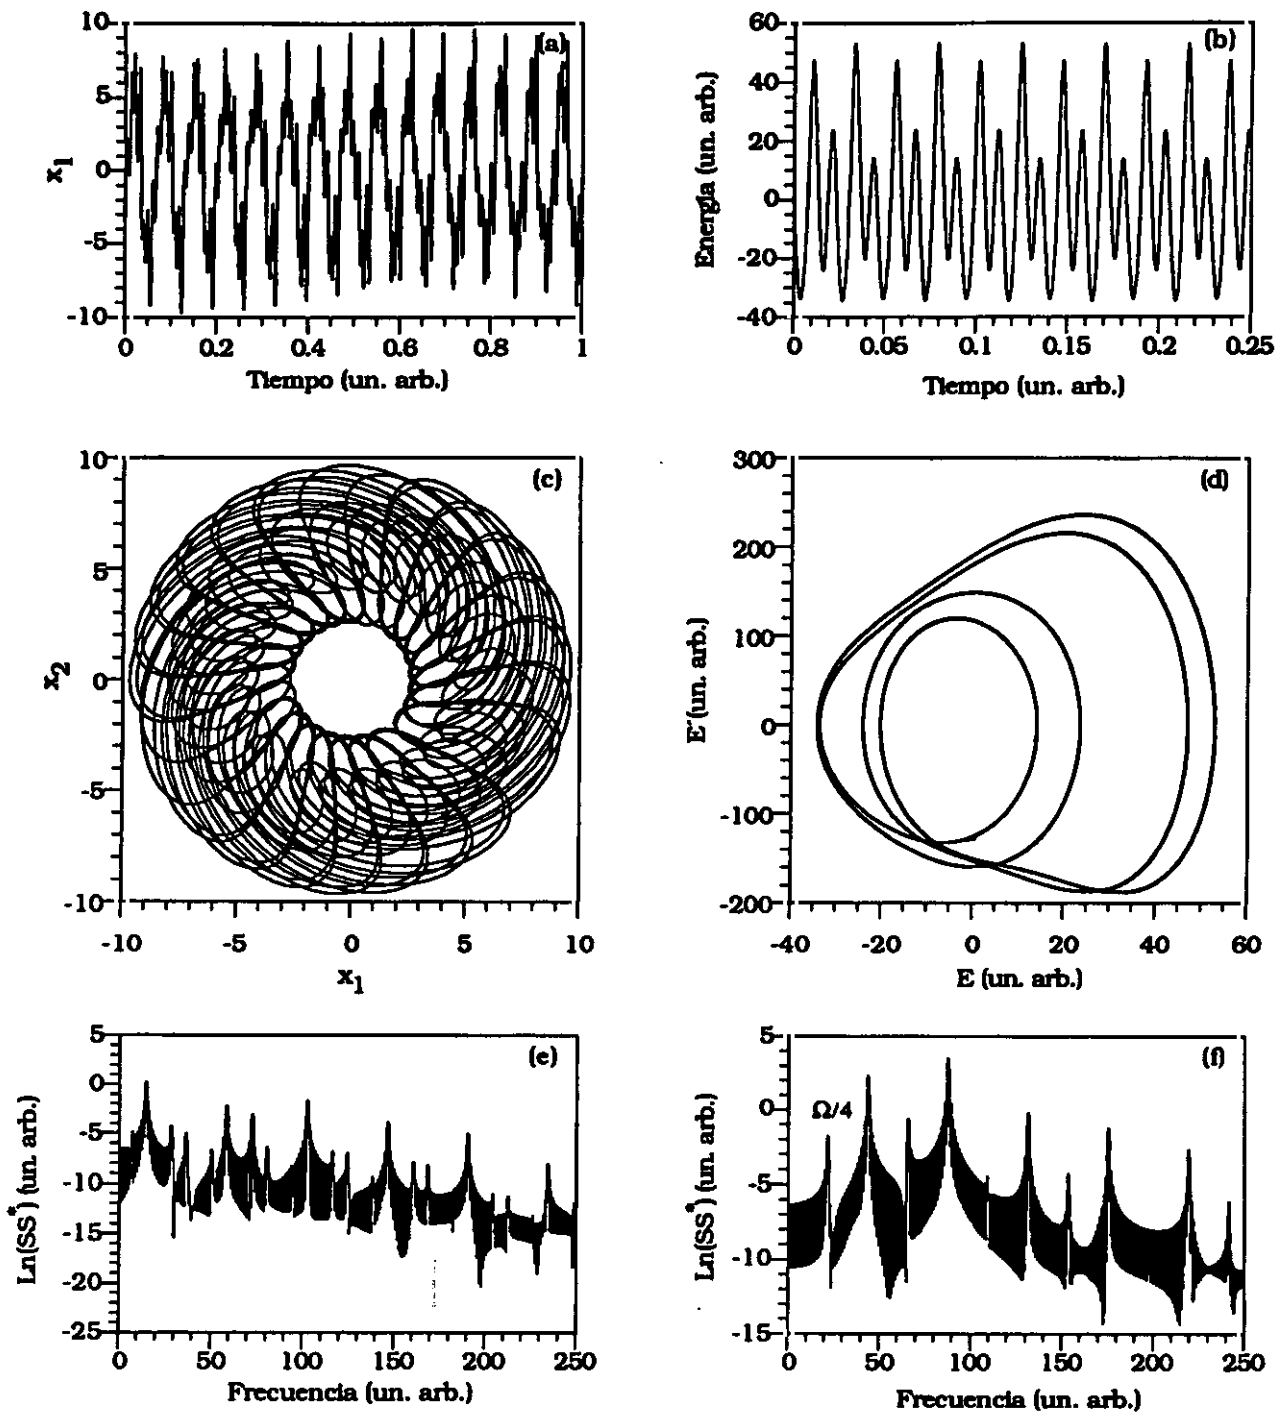 (a)
10
5
0
-5
-10
x1
0 0.2 0.4 0.6 0.8 1
Tiempo (un. arb.)
(b)
60
40
20
0
-20
-40
Energía (un. arb.)
0 0.05 0.1 0.15 0.2 0.25
Tiempo (un. arb.)
(c)
10
5
0
-5
-10
x2
-10 -5 0 5 10
x1
(d)
300
200
100
0
-100
-200
E´(un. arb.)
-40 -20 0 20 40 60
E (un. arb.)
(e)
5
0
-5
-10
-15
-20
-25
Ln(SS*) (un. arb.)
0 50 100 150 200 250
Frecuencia (un. arb.)
(f)
5
0
-5
-10
-15
Ω/4
Ln(SS*) (un. arb.)
0 50 100 150 200 250
Frecuencia (un. arb.)